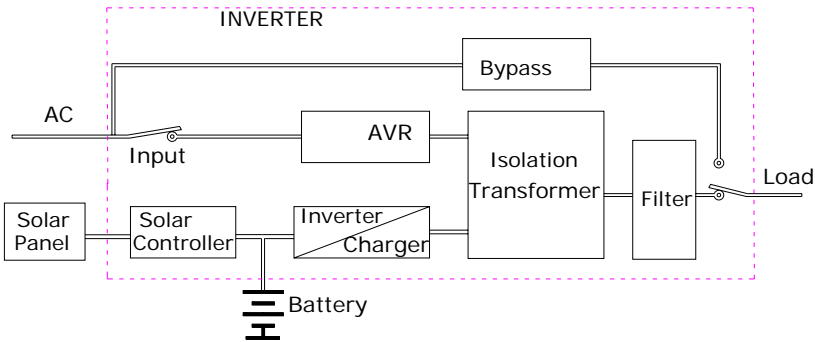 INVERTER
Bypass
AC
Input
AVR
Isolation
Transformer
Filter
Load
Solar
Panel
Solar
Controller
Inverter
Charger
Battery